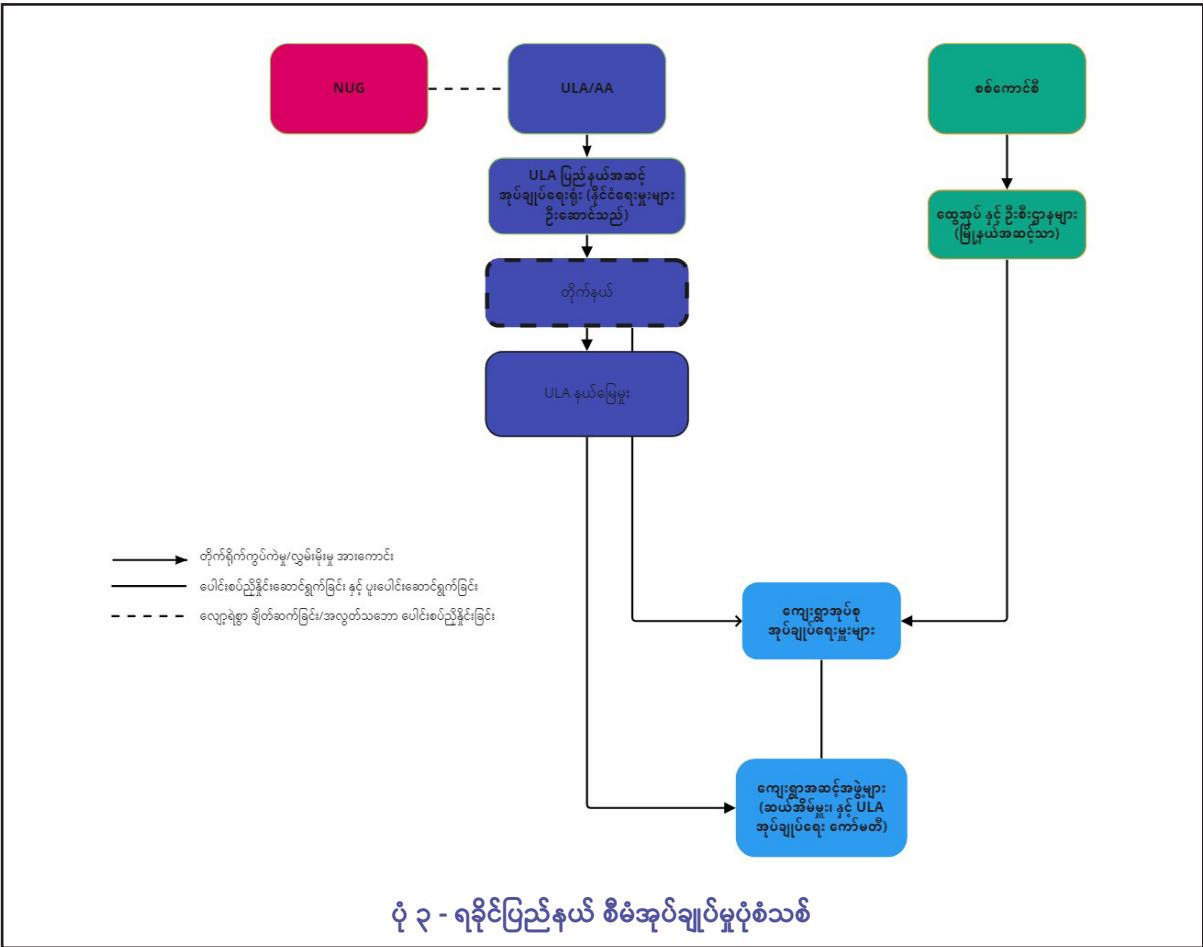 NUG
ULA/AA
စစ်ကောင်စီ
ULA ပြည်နယ်အဆင့်
အုပ်ချုပ်ရေးရုံး (နိုင်ငံရေးမှူးများ
ဦးဆောင်သည်)
ထွေအုပ် နှင့် ဦးစီးဌာနများ
(မြို့နယ်အဆင့်သာ)
တိုက်နယ်
ULA နယ်မြေမှူး
တိုက်ရိုက်ကွပ်ကဲမှု/လွှမ်းမိုးမှု အားကောင်း
ပေါင်းစပ်ညှိနှိုင်းဆောင်ရွက်ခြင်း နှင့် ပူးပေါင်းဆောင်ရွက်ခြင်း
လျော့ရဲစွာ ချိတ်ဆက်ခြင်း/အလွတ်သဘော ပေါင်းစပ်ညှိနှိုင်းခြင်း
ကျေးရွာအုပ်စု
အုပ်ချုပ်ရေးမှူးများ
ကျေးရွာအဆင့်အဖွဲ့များ
(ဆယ်အိမ်မှူး၊ နှင့် ULA
အုပ်ချုပ်ရေး ကော်မတီ)
ပုံ ၃ - ရခိုင်ပြည်နယ် စီမံအုပ်ချုပ်မှုပုံစံသစ်